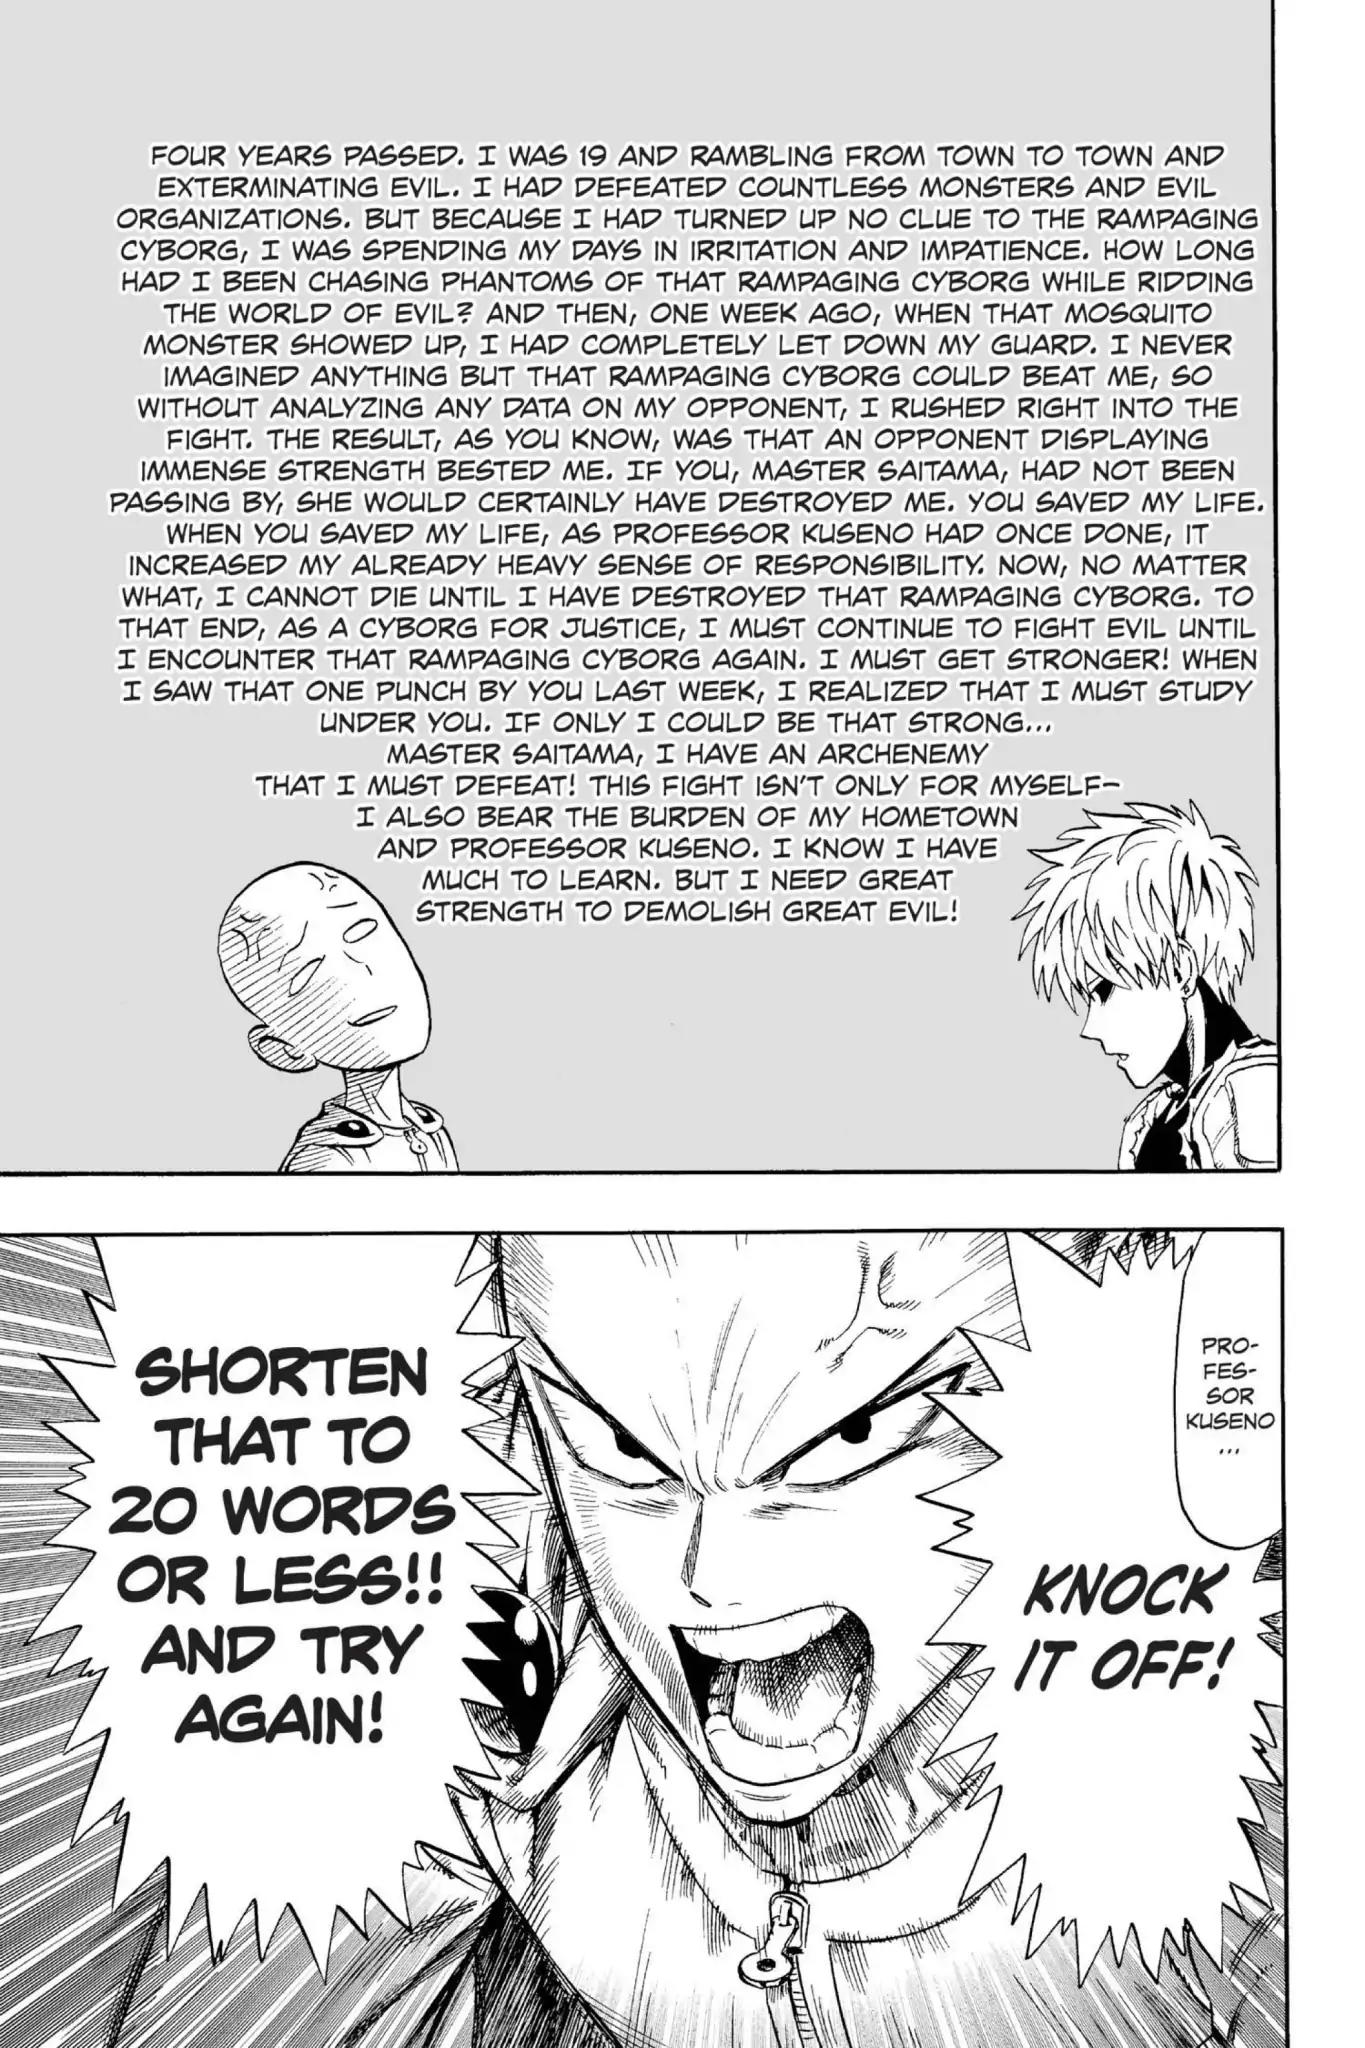 FOUR YEARS PASSED. I WAS 19 AND RAMBLING FROM TOWN TO TOWN AND
EXTERMINATING EVIL. I HAD DEFEATED COUNTLESS MONSTERS AND EVIL
ORGANIZATIONS. BUT BECAUSE I HAD TURNED UP NO CLUE TO THE RAMPAGING
CYBORG, I WAS SPENDING MY DAYS IN IRRITATION AND IMPATIENCE. HOW LONG
HAD I BEEN CHASING PHANTOMS OF THAT RAMPAGING CYBORG WHILE RIDDING
THE WORLD OF EVIL? AND THEN, ONE WEEK AGO, WHEN THAT MOSQUITO
MONSTER SHOWED UP, I HAD COMPLETELY LET DOWN MY GUARD. I NEVER
IMAGINED ANYTHING BUT THAT RAMPAGING CYBORG COULD BEAT ME, SO
WITHOUT ANALYZING ANY DATA ON MY OPPONENT, I RUSHED RIGHT INTO THE
FIGHT. THE RESULT, AS YOU KNOW, WAS THAT AN OPPONENT DISPLAYING
IMMENSE STRENGTH BESTED ME. IF YOU, MASTER SAITAMA, HAD NOT BEEN
PASSING BY, SHE WOULD CERTAINLY HAVE DESTROYED ME. YOU SAVED MY LIFE.
WHEN YOU SAVED MY LIFE, AS PROFESSOR KUSENO HAD ONCE DONE, IT
INCREASED MY ALREADY HEAVY SENSE OF RESPONSIBILITY. NOW, NO MATTER
WHAT, I CANNOT DIE UNTIL I HAVE DESTROYED THAT RAMPAGING CYBORG. TO
THAT END, AS A CYBORG FOR JUSTICE, I MUST CONTINUE TO FIGHT EVIL UNTIL
I ENCOUNTER THAT RAMPAGING CYBORG AGAIN. I MUST GET STRONGER! WHEN
I SAW THAT ONE PUNCH BY YOU LAST WEEK, I REALIZED THAT I MUST STUDY
UNDER YOU. IF ONLY I COULD BE THAT STRONG...
MASTER SAITAMA, I HAVE AN ARCHENEMY
THAT I MUST DEFEAT! THIS FIGHT ISN'T ONLY FOR MYSELF—
I ALSO BEAR THE BURDEN OF MY HOMETOWN
AND PROFESSOR KUSENO. I KNOW I HAVE
MUCH TO LEARN. BUT I NEED GREAT
STRENGTH TO DEMOLISH GREAT EVIL!
PRO-
FES-
SOR
KUSENO
...
KNOCK
IT OFF!
SHORTEN
THAT TO
20 WORDS
OR LESS!!
AND TRY
AGAIN!